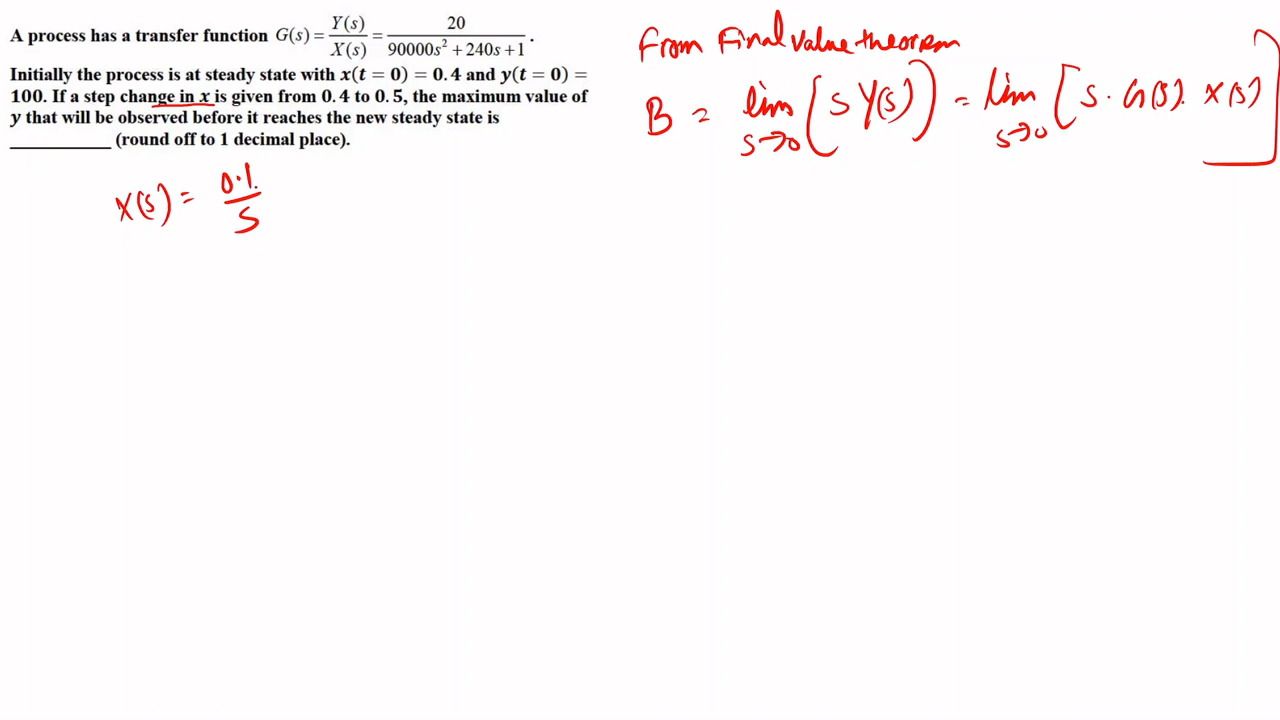 A process has a transfer function G(s) = Y(s)/X(s) = 20/(90000s² + 240s + 1).
Initially the process is at steady state with x(t = 0) = 0.4 and y(t = 0) =
100. If a step change in x is given from 0.4 to 0.5, the maximum value of
y that will be observed before it reaches the new steady state is
____________ (round off to 1 decimal place).
X(s) = 0.1/s
From Final value theorem
B = lim s→0 (s Y(s)) = lim s→0 [s. G(s). X(s)]